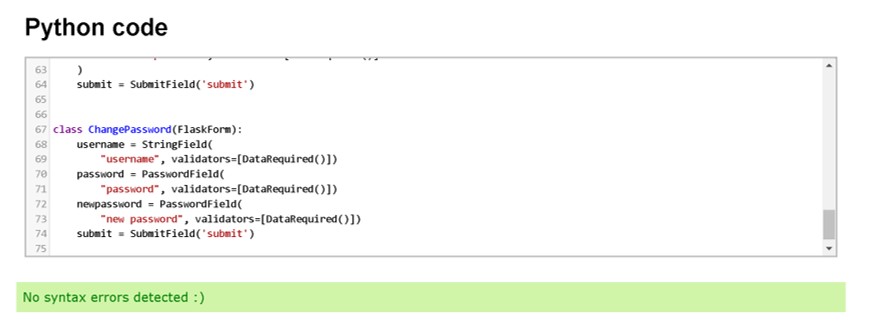 Python code
63 )
64 submit = SubmitField('submit')
65
66
67 class ChangePassword(FlaskForm):
68 username = StringField(
69 "username", validators=[DataRequired()])
70 password = PasswordField(
71 "password", validators=[DataRequired()])
72 newpassword = PasswordField(
73 "new password", validators=[DataRequired()])
74 submit = SubmitField('submit')
75
No syntax errors detected :)